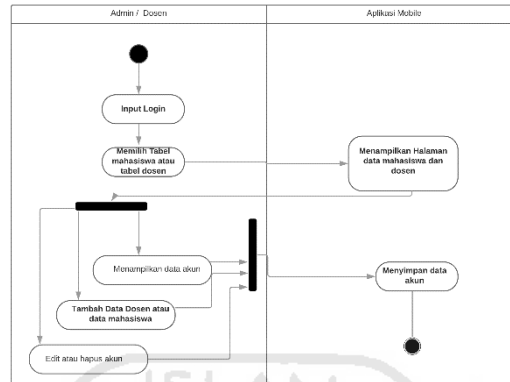 Admin / Dosen
Aplikasi Mobile
Input Login
Memilih Tabel
mahasiswa atau
tabel dosen
Menampilkan Halaman
data mahasiswa dan
dosen
Menampilkan data akun
Menyimpan data
akun
Tambah Data Dosen atau
data mahasiswa
Edit atau hapus akun
ISLAM